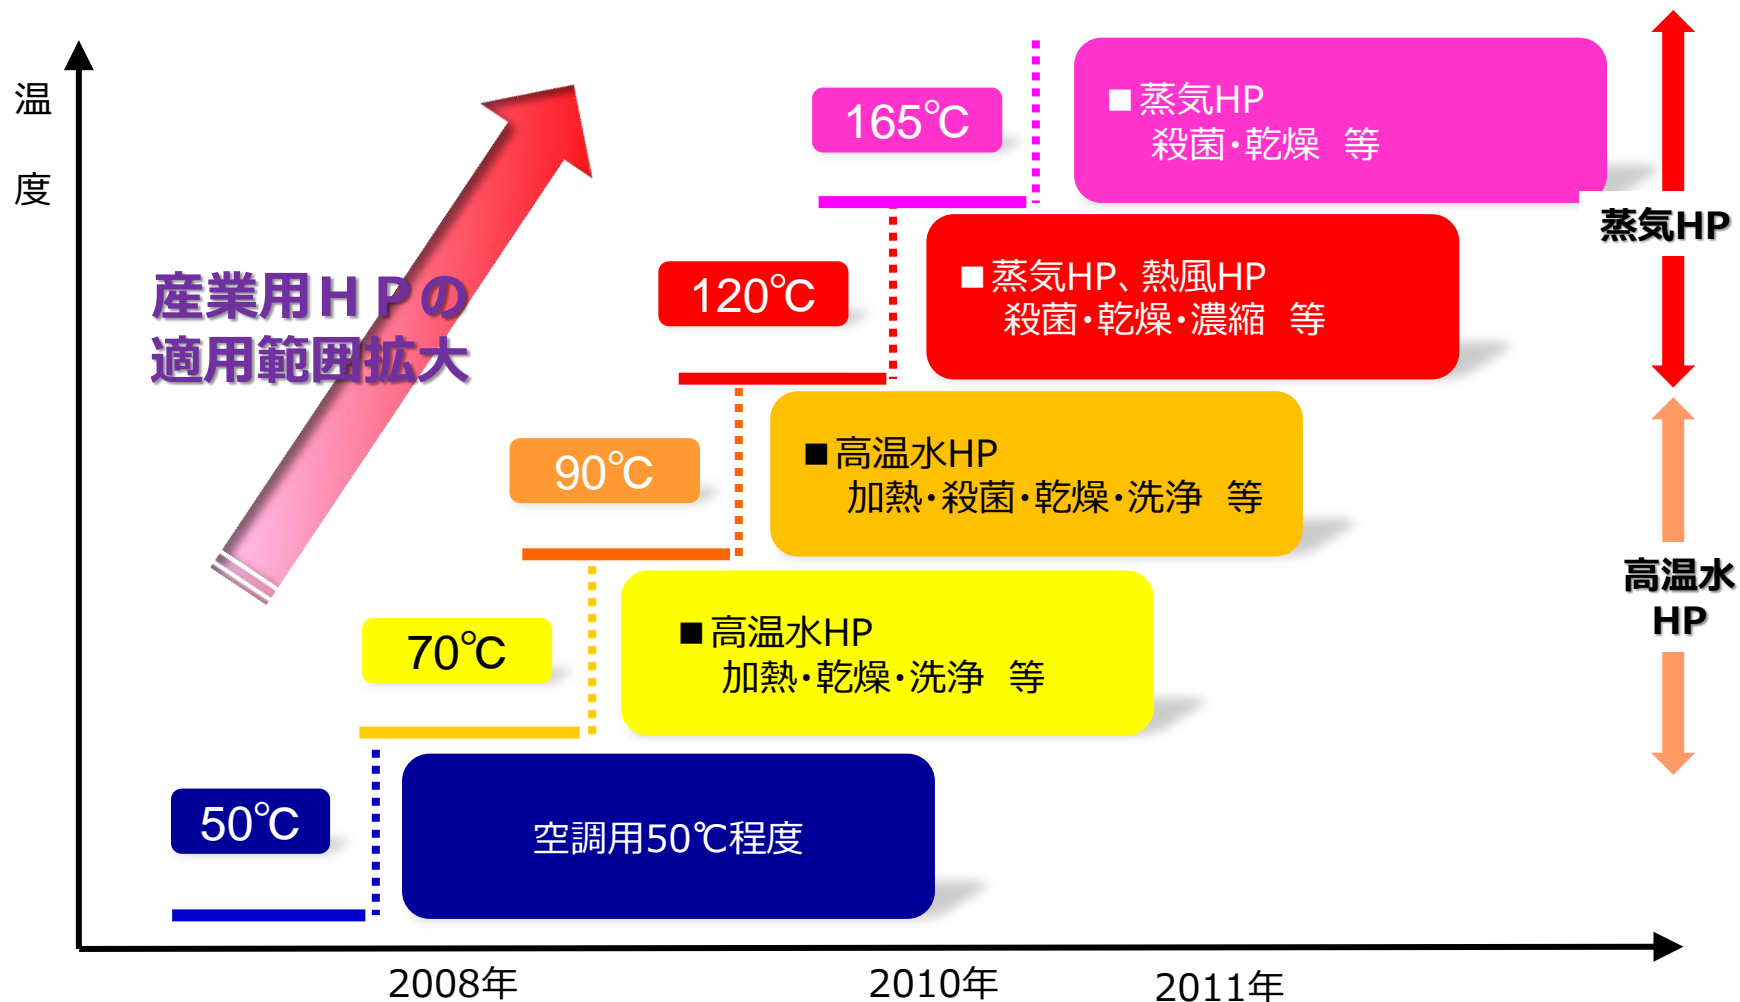 温
度
165℃
■蒸気HP
殺菌・乾燥　等
蒸気HP
120℃
■蒸気HP、熱風HP
殺菌・乾燥・濃縮　等
産業用ＨＰの
適用範囲拡大
90℃
■高温水HP
加熱・殺菌・乾燥・洗浄　等
高温水
HP
70℃
■高温水HP
加熱・乾燥・洗浄　等
50℃
空調用50℃程度
2008年
2010年
2011年